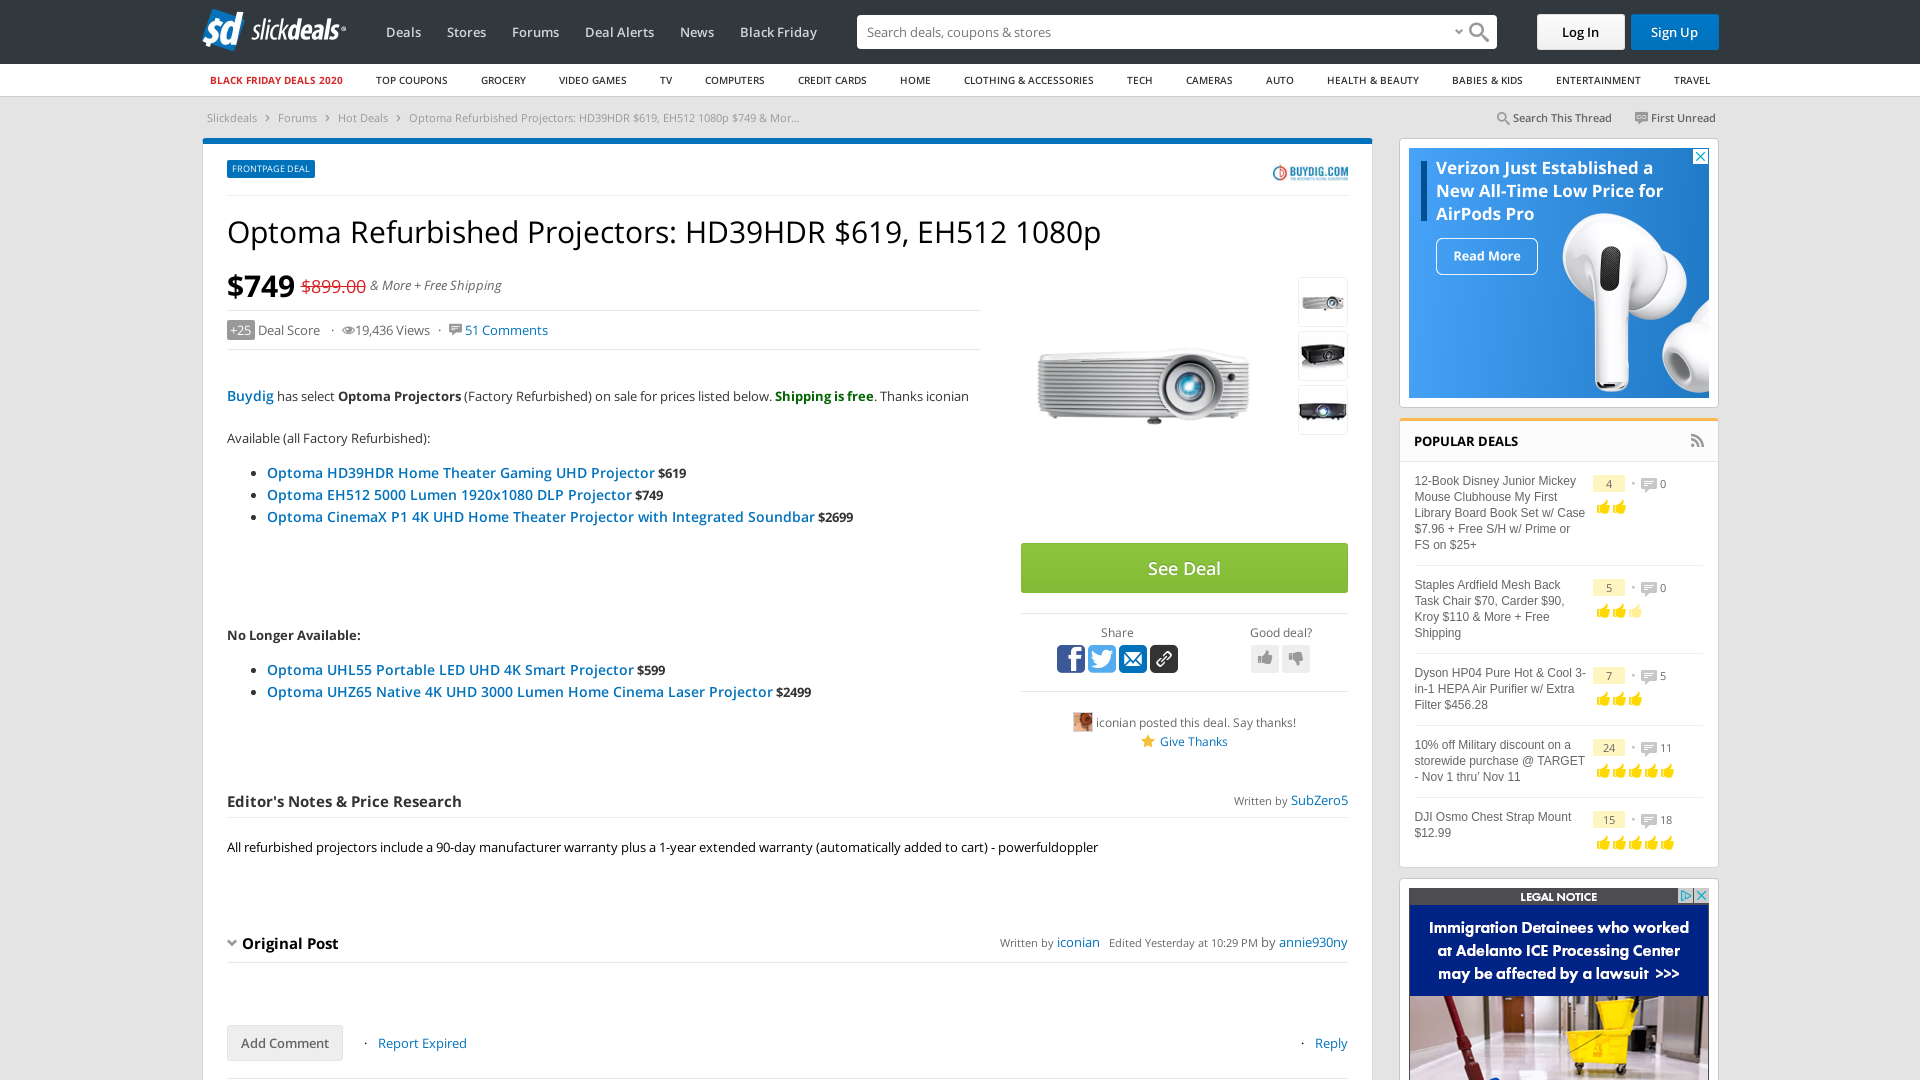 sd slickdeals
Deals
Stores
Forums
Deal Alerts
News
Black Friday
Search deals, coupons & stores
Log In
Sign Up
BLACK FRIDAY DEALS 2020
TOP COUPONS
GROCERY
VIDEO GAMES
TV
COMPUTERS
CREDIT CARDS
HOME
CLOTHING & ACCESSORIES
TECH
CAMERAS
AUTO
HEALTH & BEAUTY
BABIES & KIDS
ENTERTAINMENT
TRAVEL
Slickdeals › Forums › Hot Deals › Optoma Refurbished Projectors: HD39HDR $619, EH512 1080p $749 & Mor...
Search This Thread
First Unread
FRONTPAGE DEAL
BUYDIG.COM
Optoma Refurbished Projectors: HD39HDR $619, EH512 1080p
$749 $899.00 & More + Free Shipping
+25 Deal Score · 19,436 Views · 51 Comments
Buydig has select Optoma Projectors (Factory Refurbished) on sale for prices listed below. Shipping is free. Thanks iconian
Available (all Factory Refurbished):
• Optoma HD39HDR Home Theater Gaming UHD Projector $619
• Optoma EH512 5000 Lumen 1920x1080 DLP Projector $749
• Optoma CinemaX P1 4K UHD Home Theater Projector with Integrated Soundbar $2699
No Longer Available:
• Optoma UHL55 Portable LED UHD 4K Smart Projector $599
• Optoma UHZ65 Native 4K UHD 3000 Lumen Home Cinema Laser Projector $2499
See Deal
Share
Good deal?
iconian posted this deal. Say thanks!
Give Thanks
Editor's Notes & Price Research
Written by SubZero5
All refurbished projectors include a 90-day manufacturer warranty plus a 1-year extended warranty (automatically added to cart) - powerfuldoppler
Original Post
Written by iconian Edited Yesterday at 10:29 PM by annie930ny
Add Comment
· Report Expired
· Reply
Verizon Just Established a
New All-Time Low Price for
AirPods Pro
Read More
POPULAR DEALS
12-Book Disney Junior Mickey
Mouse Clubhouse My First
Library Board Book Set w/ Case
$7.96 + Free S/H w/ Prime or
FS on $25+
4 • 0
Staples Ardfield Mesh Back
Task Chair $70, Carder $90,
Kroy $110 & More + Free
Shipping
5 • 0
Dyson HP04 Pure Hot & Cool 3-
in-1 HEPA Air Purifier w/ Extra
Filter $456.28
7 • 5
10% off Military discount on a
storewide purchase @ TARGET
- Nov 1 thru’ Nov 11
24 • 11
DJI Osmo Chest Strap Mount
$12.99
15 • 18
LEGAL NOTICE
Immigration Detainees who worked
at Adelanto ICE Processing Center
may be affected by a lawsuit >>>